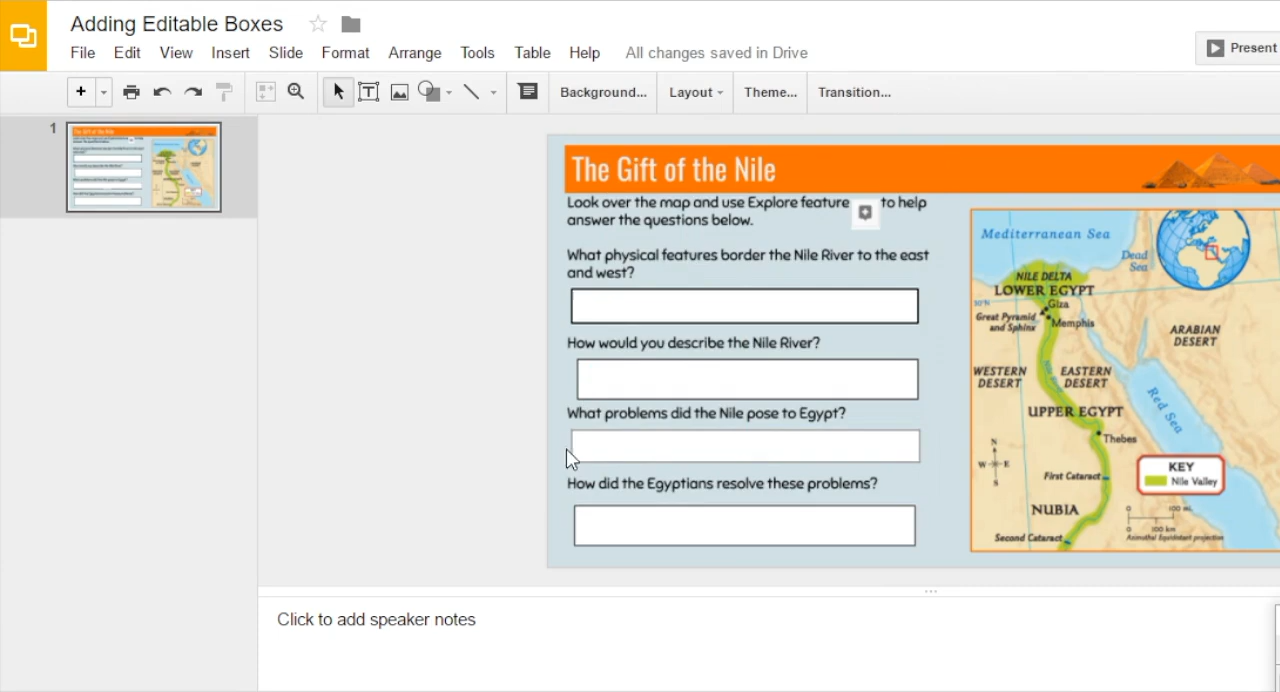 Adding Editable Boxes
File Edit View Insert Slide Format Arrange Tools Table Help All changes saved in Drive
Present
Background... Layout Theme... Transition...
1
The Gift of the Nile
Look over the map and use Explore feature to help
answer the questions below.
What physical features border the Nile River to the east
and west?
How would you describe the Nile River?
What problems did the Nile pose to Egypt?
How did the Egyptians resolve these problems?
Mediterranean Sea
Dead
Sea
NILE DELTA
LOWER EGYPT
Giza
Great Pyramid
and Sphinx
Memphis
ARABIAN
DESERT
WESTERN
DESERT
EASTERN
DESERT
Red Sea
UPPER EGYPT
Thebes
N
W E
S
KEY
Nile Valley
First Cataract
NUBIA
0 100 mi.
0 100 km
Azimuthal Equidistant projection
Second Cataract
Click to add speaker notes